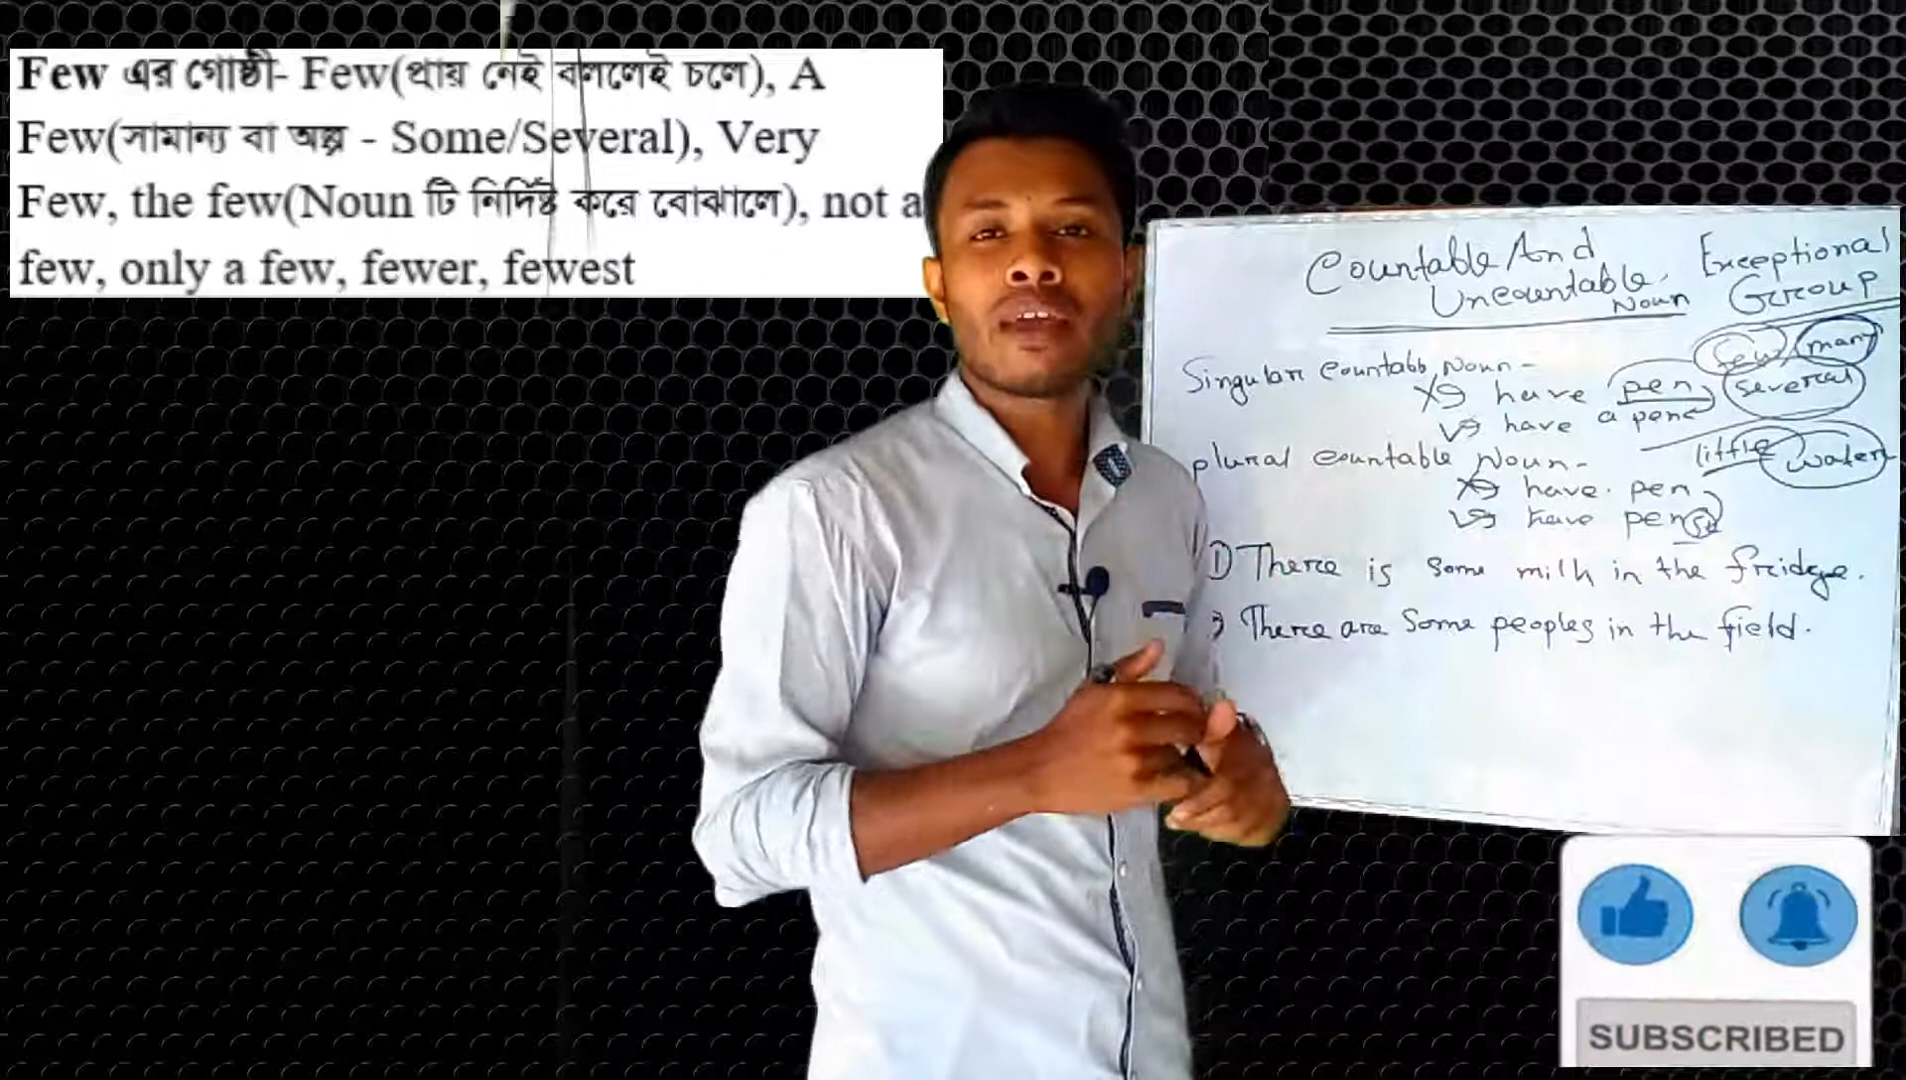 Few এর গোষ্ঠী- Few(প্রায় নেই বললেই চলে), A
Few(সামান্য বা অল্প - Some/Several), Very
Few, the few(Noun টি নির্দিষ্ট করে বোঝালে), not a
few, only a few, fewer, fewest
Countable And
Uncountable
Noun
Exceptional
Group
few many
several
little water
Singular countabl Noun-
have pen
have a pen
plural countable Noun-
have pen
have pens
1) There is some milk in the fridge.
There are some peoples in the field.
SUBSCRIBED